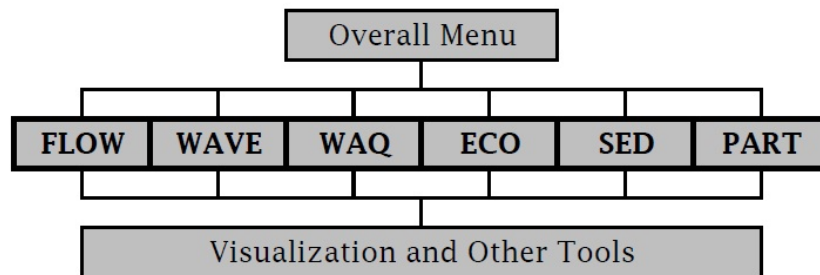 Overall Menu
FLOW WAVE WAQ ECO SED PART
Visualization and Other Tools